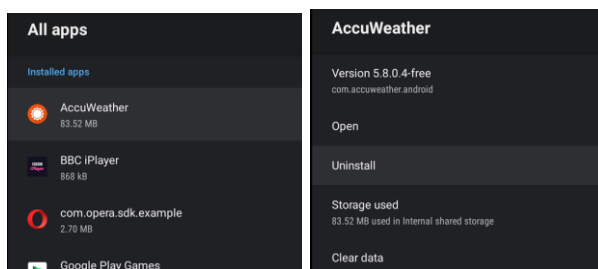 All apps
Installed apps
AccuWeather
83.52 MB
BBC iPlayer
868 kB
com.opera.sdk.example
2.70 MB
Google Play Games
AccuWeather
Version 5.8.0.4-free
com.accuweather.android
Open
Uninstall
Storage used
83.52 MB used in Internal shared storage
Clear data